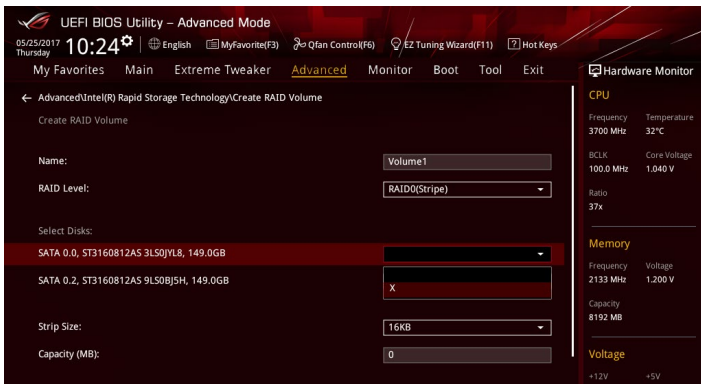 UEFI BIOS Utility – Advanced Mode
05/25/2017 Thursday 10:24 English MyFavorite(F3) Qfan Control(F6) EZ Tuning Wizard(F11) ? Hot Keys
My Favorites Main Extreme Tweaker Advanced Monitor Boot Tool Exit
Hardware Monitor
← Advanced\Intel(R) Rapid Storage Technology\Create RAID Volume
Create RAID Volume
Name: Volume1
RAID Level: RAID0(Stripe)
Select Disks:
SATA 0.0, ST3160812AS 3LS0JYL8, 149.0GB
SATA 0.2, ST3160812AS 9LS0BJ5H, 149.0GB
X
Strip Size: 16KB
Capacity (MB): 0
CPU
Frequency Temperature
3700 MHz 32°C
BCLK Core Voltage
100.0 MHz 1.040 V
Ratio
37x
Memory
Frequency Voltage
2133 MHz 1.200 V
Capacity
8192 MB
Voltage
+12V +5V